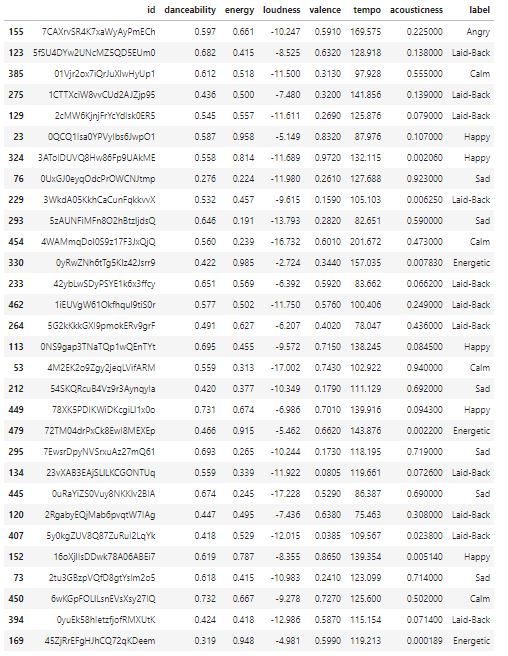 id danceability energy loudness valence tempo acousticness label
155 7CAXrvSR4K7xaWyAyPmECh 0.597 0.661 -10.247 0.5910 169.575 0.225000 Angry
123 5fSU4DYw2UNcMZ5QD5EUm0 0.682 0.415 -8.525 0.6320 128.918 0.138000 Laid-Back
385 01Vjr2ox7iQrJuXIwHyUp1 0.612 0.518 -11.500 0.3130 97.928 0.555000 Calm
275 1CTTXciW8vvCUd2AJZjp95 0.436 0.500 -7.480 0.3200 141.856 0.139000 Laid-Back
129 2cMW6KjnjFrYcYdIsk0ER5 0.545 0.557 -11.611 0.2690 125.876 0.079000 Laid-Back
23 0QCQ1Isa0YPVyIbs6JwpO1 0.587 0.958 -5.149 0.8320 87.976 0.107000 Happy
324 3AToIDUVQ8Hw86Fp9UAkME 0.558 0.814 -11.689 0.9720 132.115 0.002060 Happy
76 0UxGJ0eyqOdcPrOWCNJtmp 0.276 0.224 -11.980 0.2610 127.688 0.923000 Sad
229 3WkdA05KkhCaCunFqkkvvX 0.532 0.457 -9.615 0.1590 105.103 0.006250 Laid-Back
293 5zAUNFiMFn8O2hBtzIjdsQ 0.646 0.191 -13.793 0.2820 82.651 0.590000 Sad
454 4WAMmqDol0S9z17F3JxQjQ 0.560 0.239 -16.732 0.6010 201.672 0.473000 Calm
330 0yRwZNh6tTg5Klz42Jsrr9 0.422 0.985 -2.724 0.3440 157.035 0.007830 Energetic
233 42ybLwSDyPSYE1k6x3ffcy 0.651 0.569 -6.392 0.5920 83.662 0.066200 Laid-Back
462 1iEUVgW61Okfhqul9tiS0r 0.577 0.502 -11.750 0.5760 100.406 0.249000 Laid-Back
264 5G2kKkkGXI9pmokERv9grF 0.491 0.627 -6.207 0.4020 78.047 0.436000 Laid-Back
113 0NS9gap3TNaTQp1wQEnTYt 0.695 0.455 -9.572 0.7150 138.245 0.084500 Happy
53 4M2EK2o9Zgy2jeqLVifARM 0.559 0.313 -17.002 0.7430 102.922 0.940000 Calm
212 54SKQRcuB4Vz9r3Aynqyla 0.420 0.377 -10.349 0.1790 111.129 0.692000 Sad
449 78XK5PDIKWiDKcgiLI1x0o 0.731 0.674 -6.986 0.7010 139.916 0.094300 Happy
479 72TM04drPxCk8EwI8MEXEp 0.466 0.915 -5.462 0.6620 143.876 0.002200 Energetic
295 7EwsrDpyNVSrxuAz27mQ61 0.693 0.265 -10.244 0.1730 118.195 0.719000 Sad
134 23vXAB3EAjSLILKCGONTUq 0.559 0.339 -11.922 0.0805 119.661 0.072600 Laid-Back
445 0uRaYiZS0Vuy8NKKlv2BIA 0.674 0.245 -17.228 0.5290 86.387 0.690000 Sad
120 2RgabyEQjMab6pvqtW7IAg 0.447 0.495 -7.436 0.6380 75.463 0.308000 Laid-Back
407 5y0kgZUV8Q87ZuRul2LqYk 0.418 0.529 -12.015 0.0385 109.567 0.023800 Laid-Back
152 16oXjIlsDDwk78A06ABEi7 0.619 0.787 -8.355 0.8650 139.354 0.005140 Happy
73 2tu3GBzpVQfD8gtYsIm2o5 0.618 0.415 -10.983 0.2410 123.099 0.714000 Sad
450 6wKGpFOLILsnEVsXsy27IQ 0.732 0.667 -9.278 0.7270 125.600 0.502000 Calm
394 0yuEk58hletzfjofRMXUtK 0.424 0.418 -12.986 0.5870 115.154 0.071400 Laid-Back
169 45ZjRrEFgHJhCQ72qKDeem 0.319 0.948 -4.981 0.5990 119.213 0.000189 Energetic